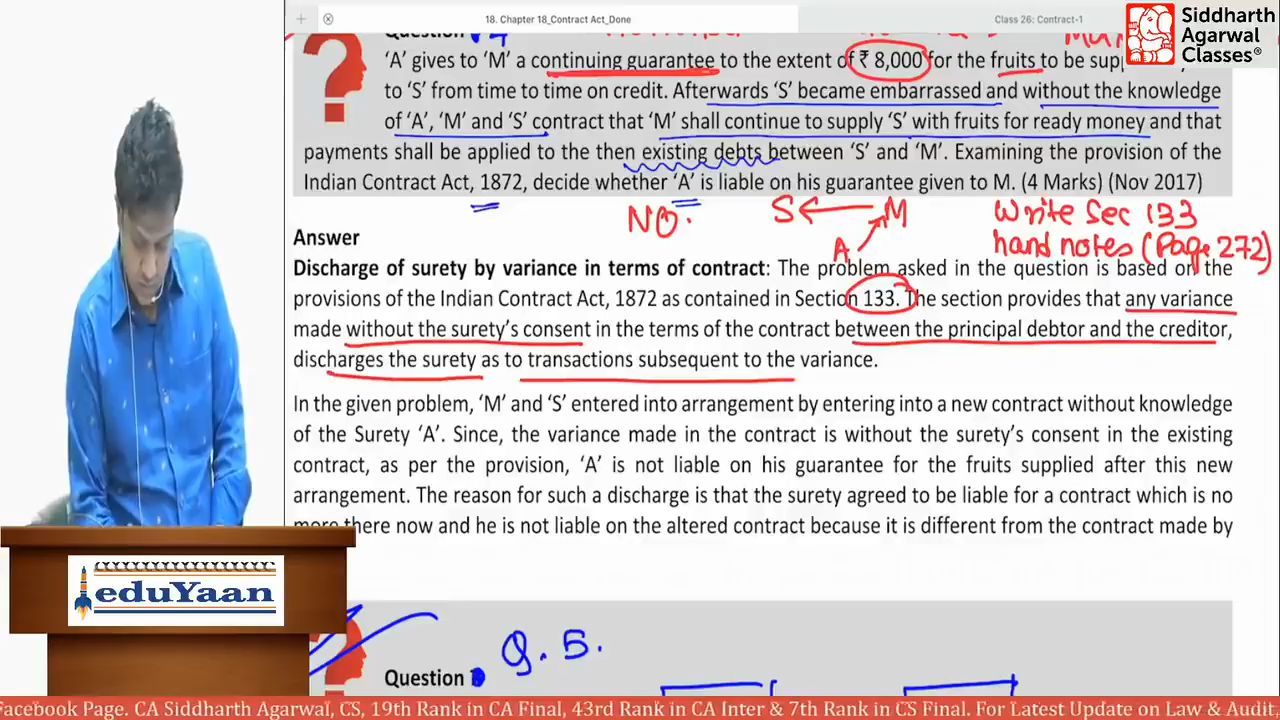 18. Chapter 18_Contract Act_Done
Class 26: Contract-1
Siddharth
Agarwal
Classes®
Question
'A' gives to 'M' a continuing guarantee to the extent of ₹ 8,000 for the fruits to be supp
to 'S' from time to time on credit. Afterwards 'S' became embarrassed and without the knowledge
of 'A', 'M' and 'S' contract that 'M' shall continue to supply 'S' with fruits for ready money and that
payments shall be applied to the then existing debts between 'S' and 'M'. Examining the provision of the
Indian Contract Act, 1872, decide whether 'A' is liable on his guarantee given to M. (4 Marks) (Nov 2017)
NO.
S M
A
Write Sec 133
hand notes (Page 272)
Answer
Discharge of surety by variance in terms of contract: The problem asked in the question is based on the
provisions of the Indian Contract Act, 1872 as contained in Section 133. The section provides that any variance
made without the surety's consent in the terms of the contract between the principal debtor and the creditor,
discharges the surety as to transactions subsequent to the variance.
In the given problem, 'M' and 'S' entered into arrangement by entering into a new contract without knowledge
of the Surety 'A'. Since, the variance made in the contract is without the surety's consent in the existing
contract, as per the provision, 'A' is not liable on his guarantee for the fruits supplied after this new
arrangement. The reason for such a discharge is that the surety agreed to be liable for a contract which is no
more there now and he is not liable on the altered contract because it is different from the contract made by
eduYaan
Q. 5.
Question
Facebook Page. CA Siddharth Agarwal, CS, 19th Rank in CA Final, 43rd Rank in CA Inter & 7th Rank in CS Final. For Latest Update on Law & Audit,